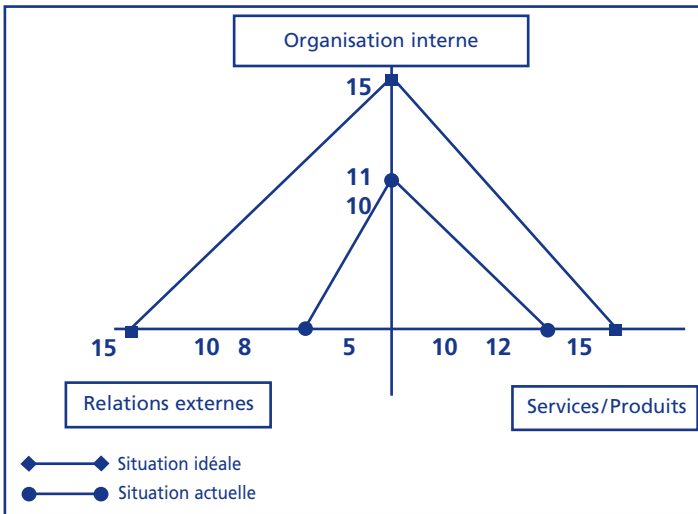 Organisation interne
15
11
10
15 10 8 5 10 12 15
Relations externes
Services/Produits
Situation idéale
Situation actuelle